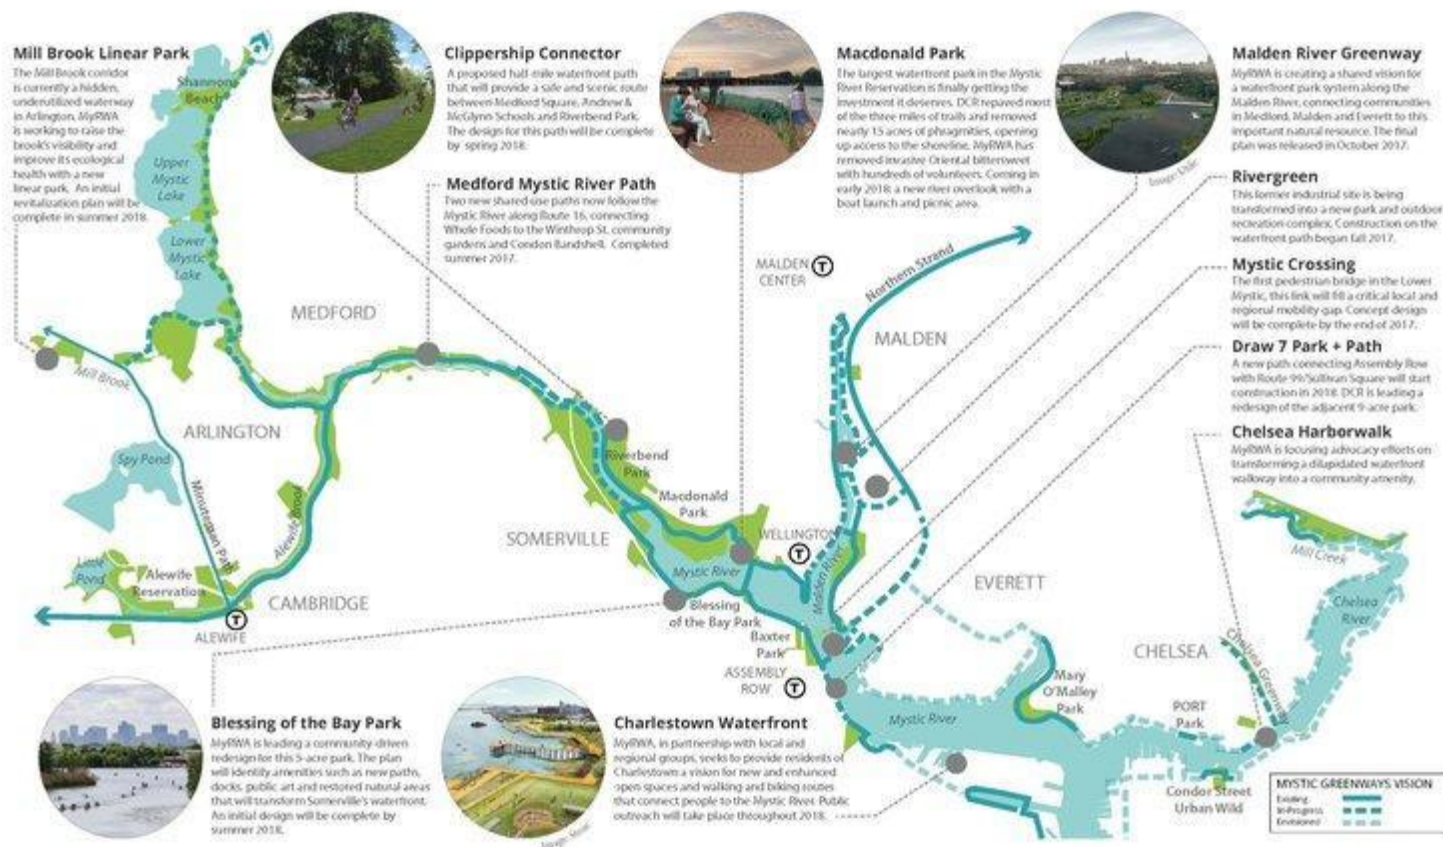 Mill Brook Linear Park
The Mill Brook corridor
is currently a hidden,
underutilized waterway
in Arlington. MyRWA
is working to raise the
brook's visibility and
improve its ecological
health with a new
linear park. An initial
revitalization plan will be
complete in summer 2018.
Clippership Connector
A proposed half-mile waterfront path
that will provide a safe and scenic route
between Medford Square, Andrew &
McGlynn Schools and Riverbend Park.
The design for this path will be complete
by spring 2018.
Medford Mystic River Path
Two new shared use paths now follow the
Mystic River along Route 16, connecting
Whole Foods to the Winthrop St. community
gardens and Condon Bandshell. Completed
summer 2017.
Macdonald Park
The largest waterfront park in the Mystic
River Reservation is finally getting the
investment it deserves. DCR repaved most
of the three miles of trails and removed
nearly 15 acres of phragmities, opening
up access to the shoreline. MyRWA has
removed invasive Oriental bittersweet
with hundreds of volunteers. Coming in
early 2018: a new river overlook with a
boat launch and picnic area.
Malden River Greenway
MyRWA is creating a shared vision for
a waterfront park system along the
Malden River, connecting communities
in Medford, Malden and Everett to this
important natural resource. The final
plan was released in October 2017.
Rivergreen
This former industrial site is being
transformed into a new park and outdoor
recreation complex. Construction on the
waterfront path began fall 2017.
Mystic Crossing
The first pedestrian bridge in the Lower
Mystic, this link will fill a critical local and
regional mobility gap. Concept design
will be complete by the end of 2017.
Draw 7 Park + Path
A new path connecting Assembly Row
with Route 99/Sullivan Square will start
construction in 2018. DCR is leading a
redesign of the adjacent 9-acre park.
Chelsea Harborwalk
MyRWA is focusing advocacy efforts on
transforming a dilapidated waterfront
walkway into a community amenity.
Shannon
Beach
Upper
Mystic
Lake
Lower
Mystic
Lake
MEDFORD
Mill Brook
ARLINGTON
Spy Pond
Minuteman Path
Alewife Brook
Little
Pond
Alewife
Reservation
CAMBRIDGE
T
ALEWIFE
Riverbend
Park
Macdonald
Park
SOMERVILLE
Mystic River
WELLINGTON
T
Blessing
of the Bay Park
Baxter
Park
ASSEMBLY
ROW
T
MALDEN
CENTER
T
Northern Strand
MALDEN
Malden River
EVERETT
Mystic River
Mary
O'Malley
Park
CHELSEA
PORT
Park
Chelsea Greenway
Mill Creek
Chelsea
River
Condor Street
Urban Wild
Blessing of the Bay Park
MyRWA is leading a community-driven
redesign for this 5-acre park. The plan
will identify amenities such as new paths,
docks, public art and restored natural areas
that will transform Somerville's waterfront.
An initial design will be complete by
summer 2018.
Charlestown Waterfront
MyRWA, in partnership with local and
regional groups, seeks to provide residents of
Charlestown a vision for new and enhanced
open spaces and walking and biking routes
that connect people to the Mystic River. Public
outreach will take place throughout 2018.
MYSTIC GREENWAYS VISION
Existing
In-Progress
Envisioned